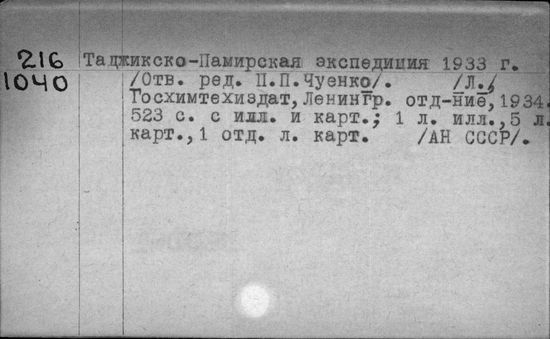 216 Таджикско-Памирская экспедиция 1933 г.
1040 /Отв. ред. П.П.Чуенко/. /Л./
Госхимтехиздат, Ленингр. отд-ние, 1934.
523 с. с илл. и карт.; 1 л. илл., 5 л.
карт., 1 отд. л. карт. /АН СССР/.